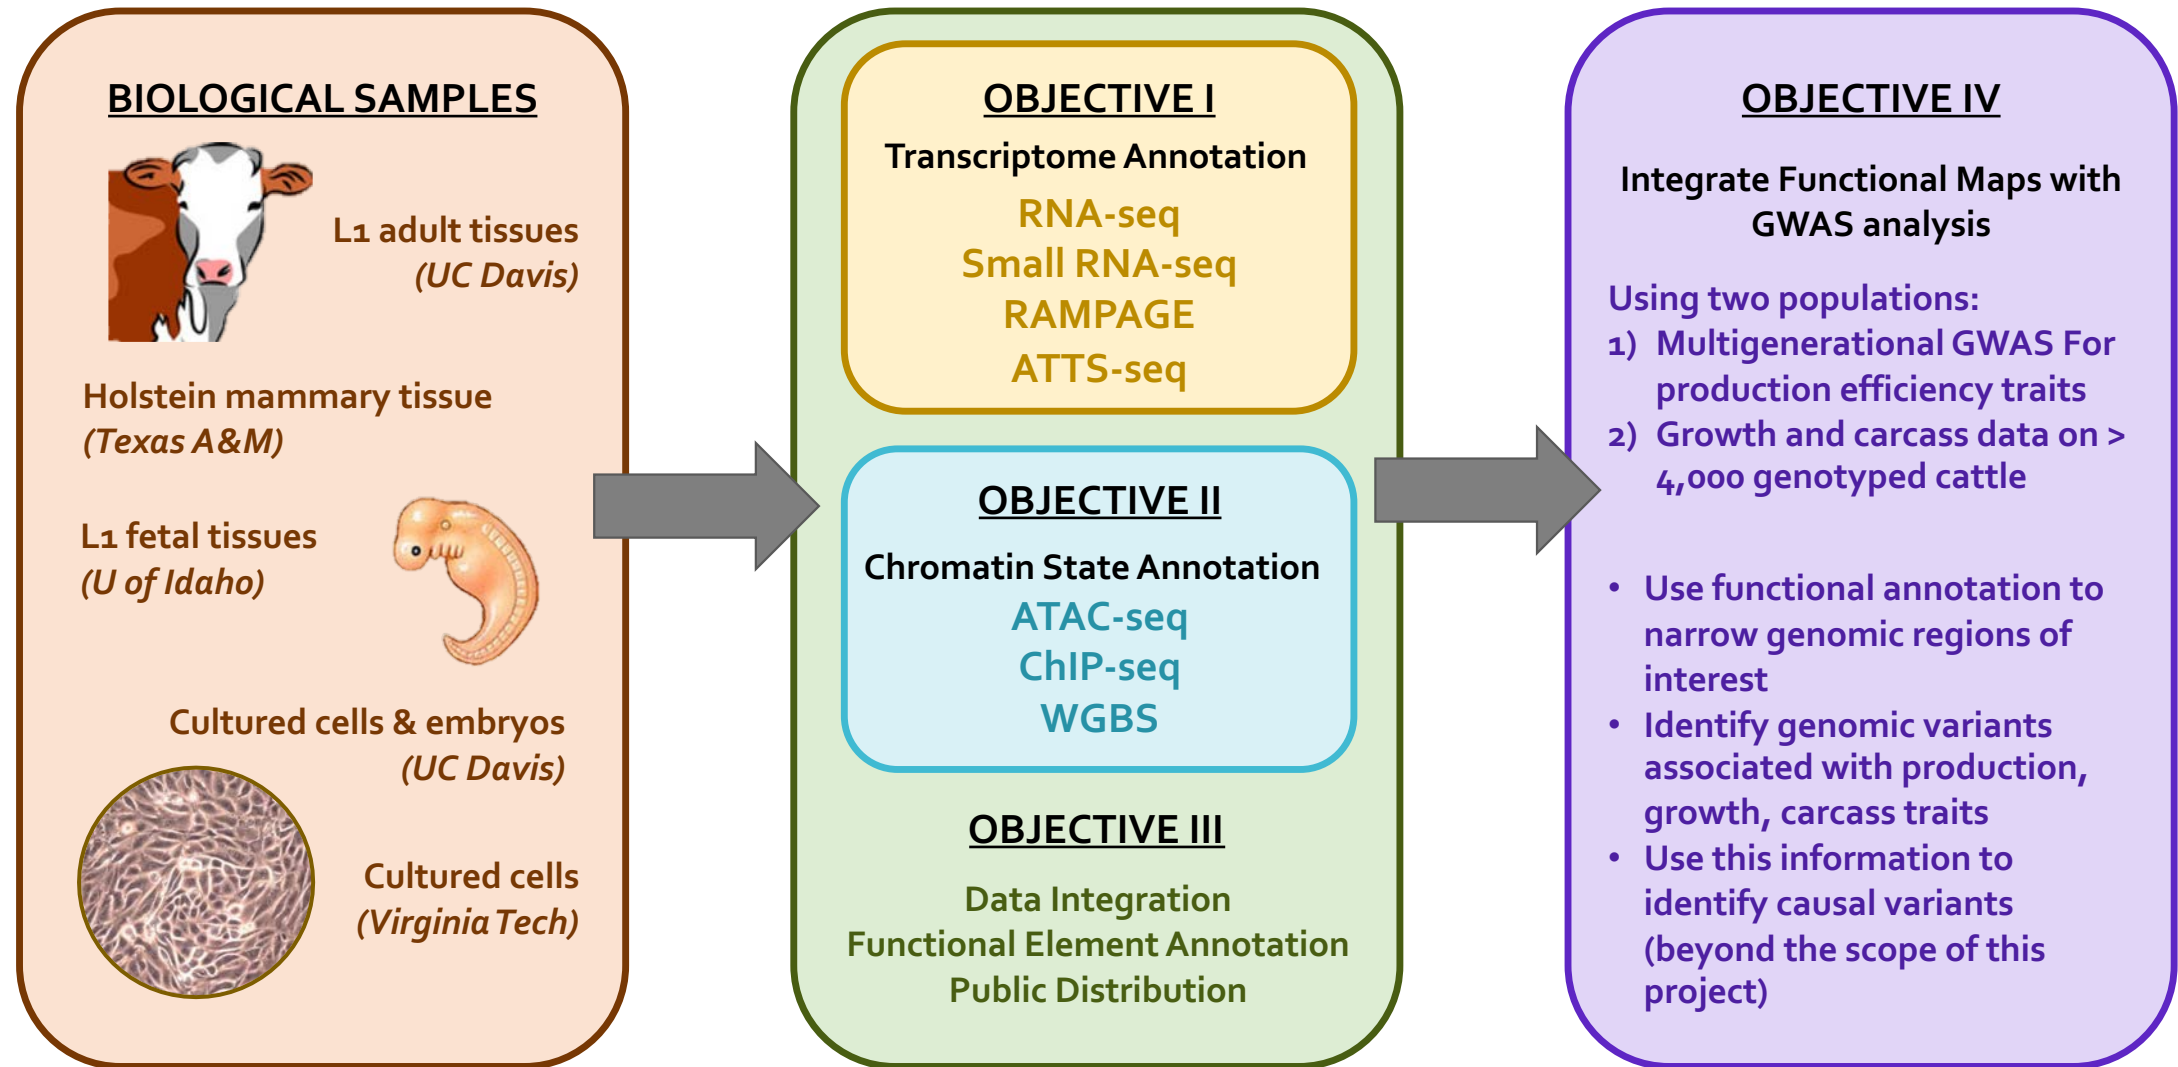 BIOLOGICAL SAMPLES
L1 adult tissues
(UC Davis)
Holstein mammary tissue
(Texas A&M)
L1 fetal tissues
(U of Idaho)
Cultured cells & embryos
(UC Davis)
Cultured cells
(Virginia Tech)
OBJECTIVE I
Transcriptome Annotation
RNA-seq
Small RNA-seq
RAMPAGE
ATTS-seq
OBJECTIVE II
Chromatin State Annotation
ATAC-seq
ChIP-seq
WGBS
OBJECTIVE III
Data Integration
Functional Element Annotation
Public Distribution
OBJECTIVE IV
Integrate Functional Maps with
GWAS analysis
Using two populations:
1) Multigenerational GWAS For
production efficiency traits
2) Growth and carcass data on >
4,000 genotyped cattle
• Use functional annotation to
narrow genomic regions of
interest
• Identify genomic variants
associated with production,
growth, carcass traits
• Use this information to
identify causal variants
(beyond the scope of this
project)